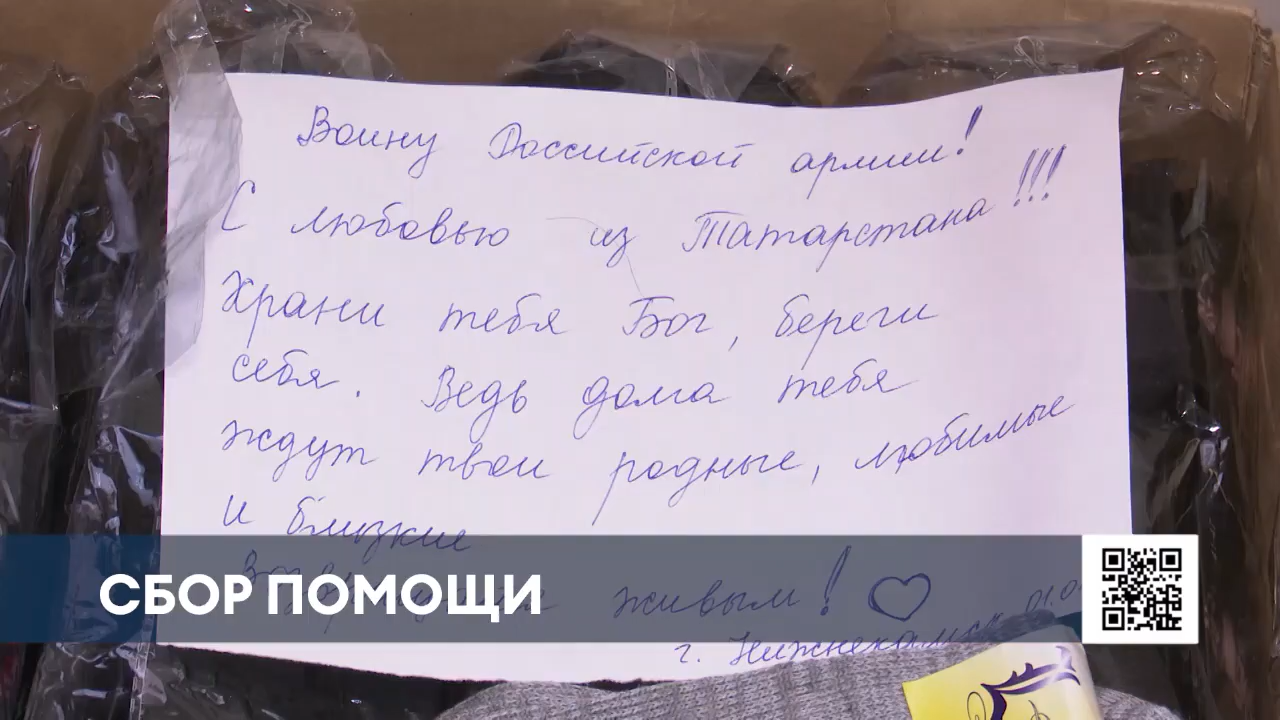 Воину Российской армии!
С любовью из Татарстана!!!
Храни тебя Бог, береги
себя. Ведь дома тебя
ждут твои родные, любимые
и близкие
живым! ♡
г. Нижнекамск
СБОР ПОМОЩИ